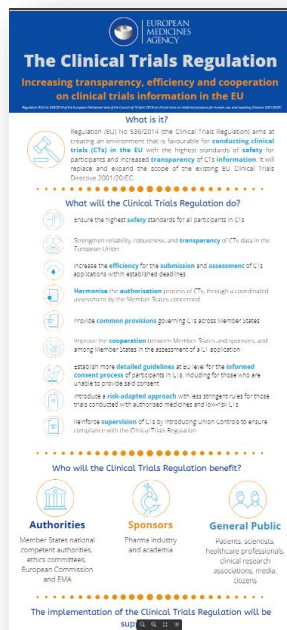 EUROPEAN
MEDICINES
AGENCY
The Clinical Trials Regulation
Increasing transparency, efficiency and cooperation
on clinical trials information in the EU
What is it?
Regulation (EU) No 536/2014 (the Clinical Trials Regulation) aims at
creating an environment that is favourable for conducting clinical
trials (CTs) in the EU with the highest standards of safety for
participants and increased transparency of CTs information. It will
replace and expand the scope of the existing EU Clinical Trials
Directive 2001/20/EC.
What will the Clinical Trials Regulation do?
Ensure the highest safety standards for all participants in CTs
Strengthen reliability, robustness, and transparency of CTs data in the
European Union
Increase the efficiency for the submission and assessment of CTs
applications within established deadlines
Harmonise the authorisation process of CTs, through a coordinated
assessment by the Member States concerned
Provide common provisions governing CTs across Member States
Improve the cooperation between Member States and sponsors, and
among Member States in the assessment of a CT application
Establish more detailed guidelines at EU level for the informed
consent process of participants in CTs, including for those who are
unable to provide said consent
Introduce a risk-adapted approach with less stringent rules for those
trials conducted with authorised medicines and low-risk CTs
Reinforce supervision of CTs by introducing Union Controls to ensure
compliance with the Clinical Trials Regulation
Who will the Clinical Trials Regulation benefit?
Authorities
Member States national
competent authorities,
ethics committees,
European Commission
and EMA
Sponsors
Pharma industry
and academia
General Public
Patients, scientists,
healthcare professionals,
clinical research
associations, media,
citizens
The implementation of the Clinical Trials Regulation will be